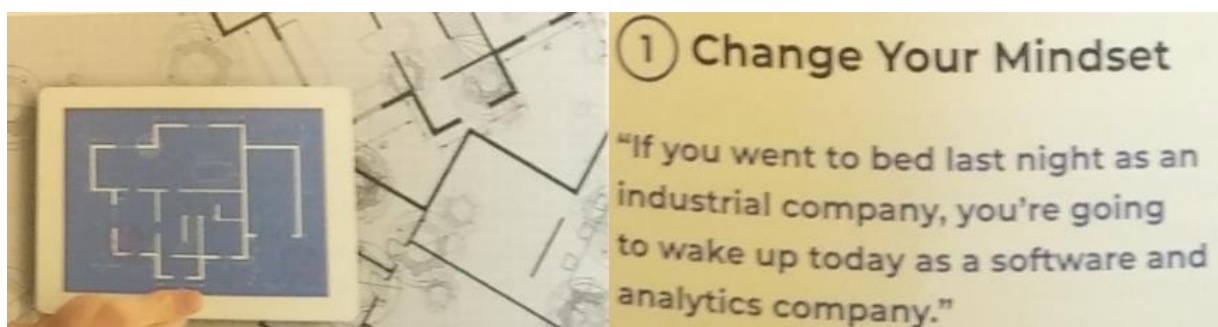 1 Change Your Mindset
“If you went to bed last night as an
industrial company, you’re going
to wake up today as a software and
analytics company.”